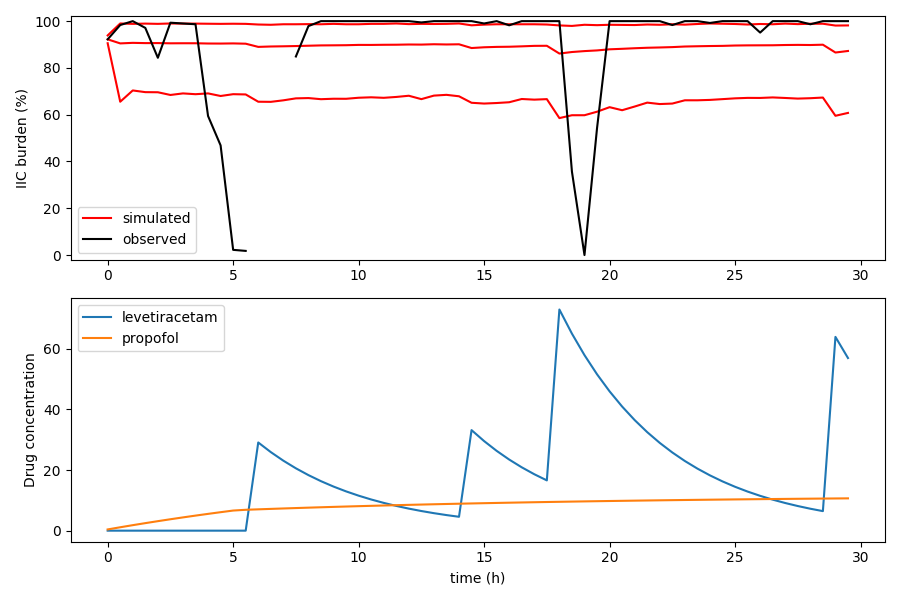 IIC burden (%)
100
80
60
40
20
0
simulated
observed
0 5 10 15 20 25 30
Drug concentration
60
40
20
0
levetiracetam
propofol
0 5 10 15 20 25 30
time (h)